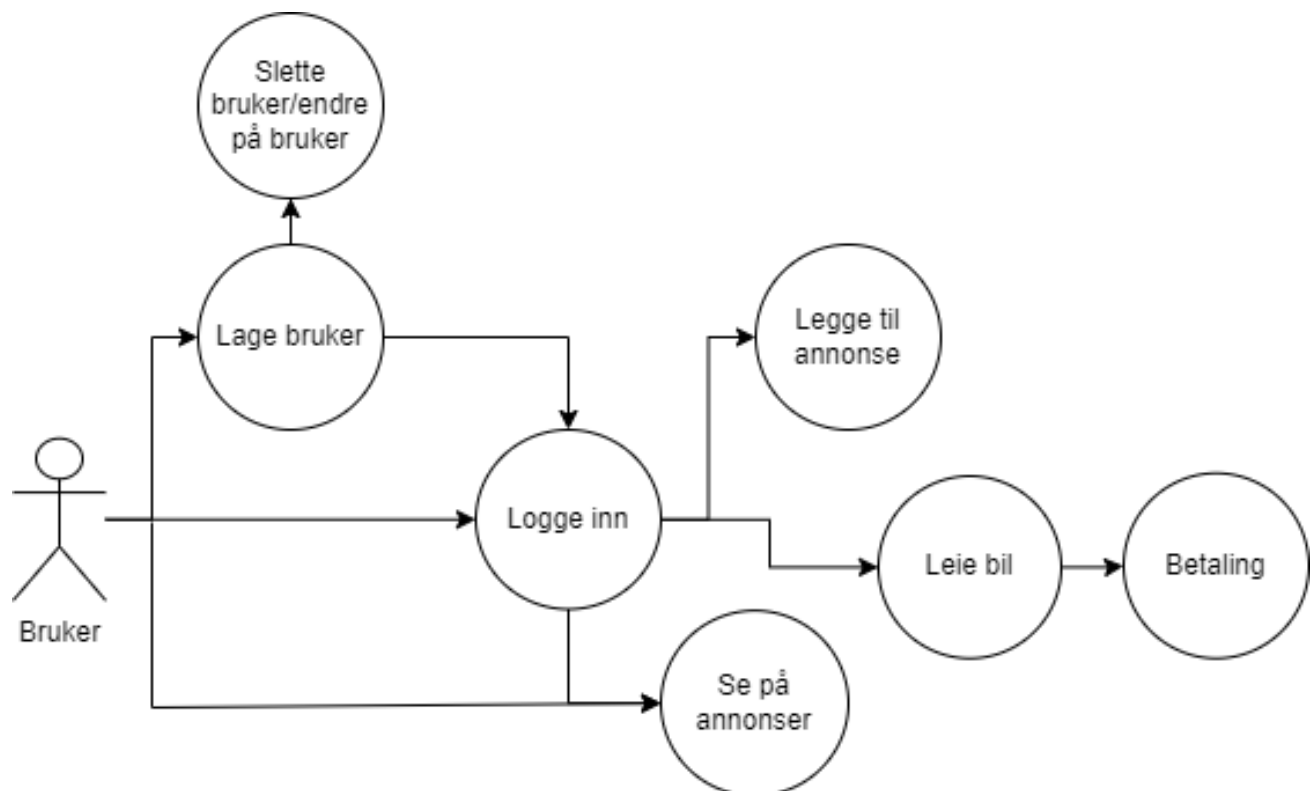 Slette
bruker/endre
på bruker
Lage bruker
Legge til
annonse
Logge inn
Leie bil
Betaling
Bruker
Se på
annonser